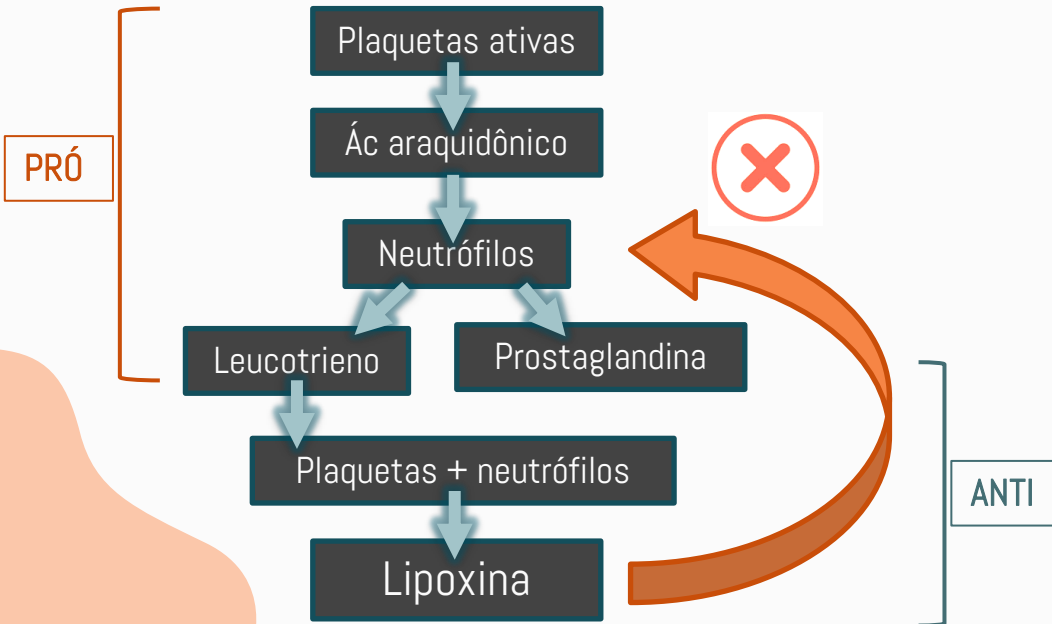 Plaquetas ativas
Ác araquidônico
PRÓ
Neutrófilos
Leucotrieno
Prostaglandina
Plaquetas + neutrófilos
ANTI
Lipoxina